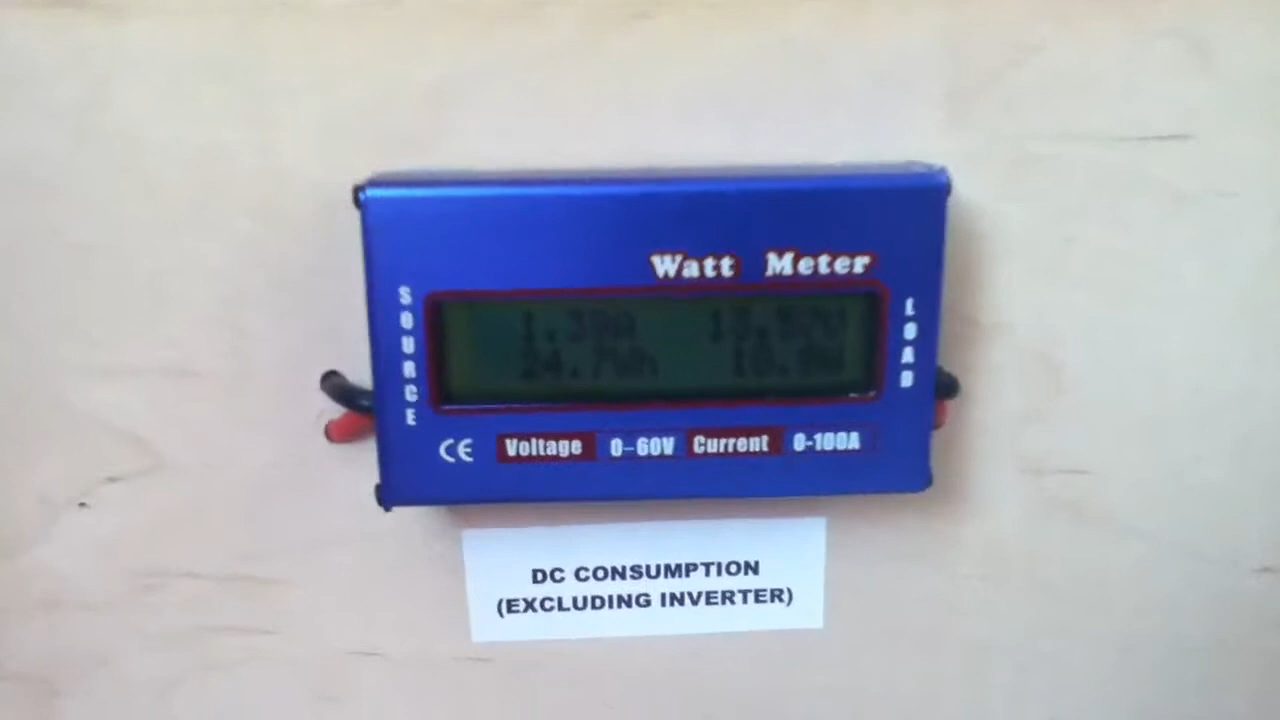 Watt Meter
SOURCE
LOAD
CE Voltage 0-60V Current 0-100A
DC CONSUMPTION
(EXCLUDING INVERTER)